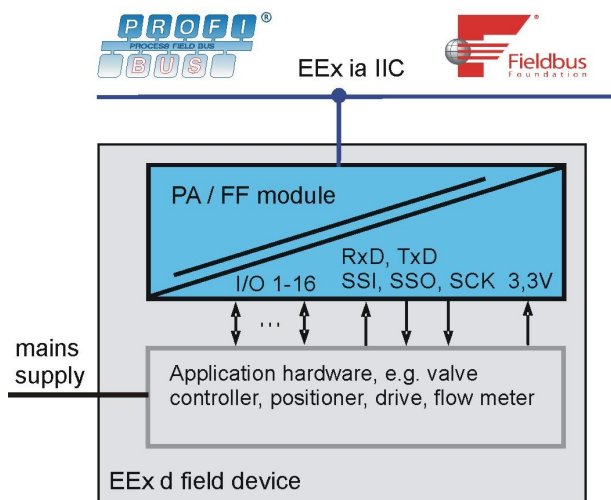 PROFI®
PROCESS FIELD BUS
BUS
EEx ia IIC
Fieldbus
Foundation
PA / FF module
RxD, TxD
I/O 1-16 SSI, SSO, SCK 3,3V
...
mains
supply
Application hardware, e.g. valve
controller, positioner, drive, flow meter
EEx d field device